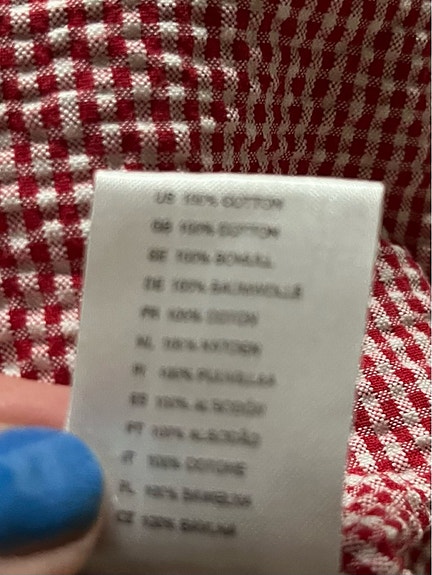 US 100% COTTON
GB 100% COTTON
SE 100% BOMULL
DE 100% BAUMWOLLE
FR 100% COTON
NL 100% KATOEN
FI 100% PUUVILLAA
100% ALGODÓN
PT 100% ALGODÃO
IT 100% COTONE
PL 100% BAWEŁNA
CZ 100% BAVLNA